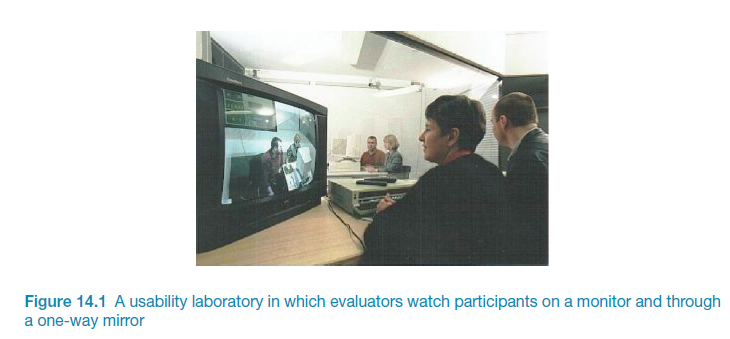 Figure 14.1 A usability laboratory in which evaluators watch participants on a monitor and through
a one-way mirror